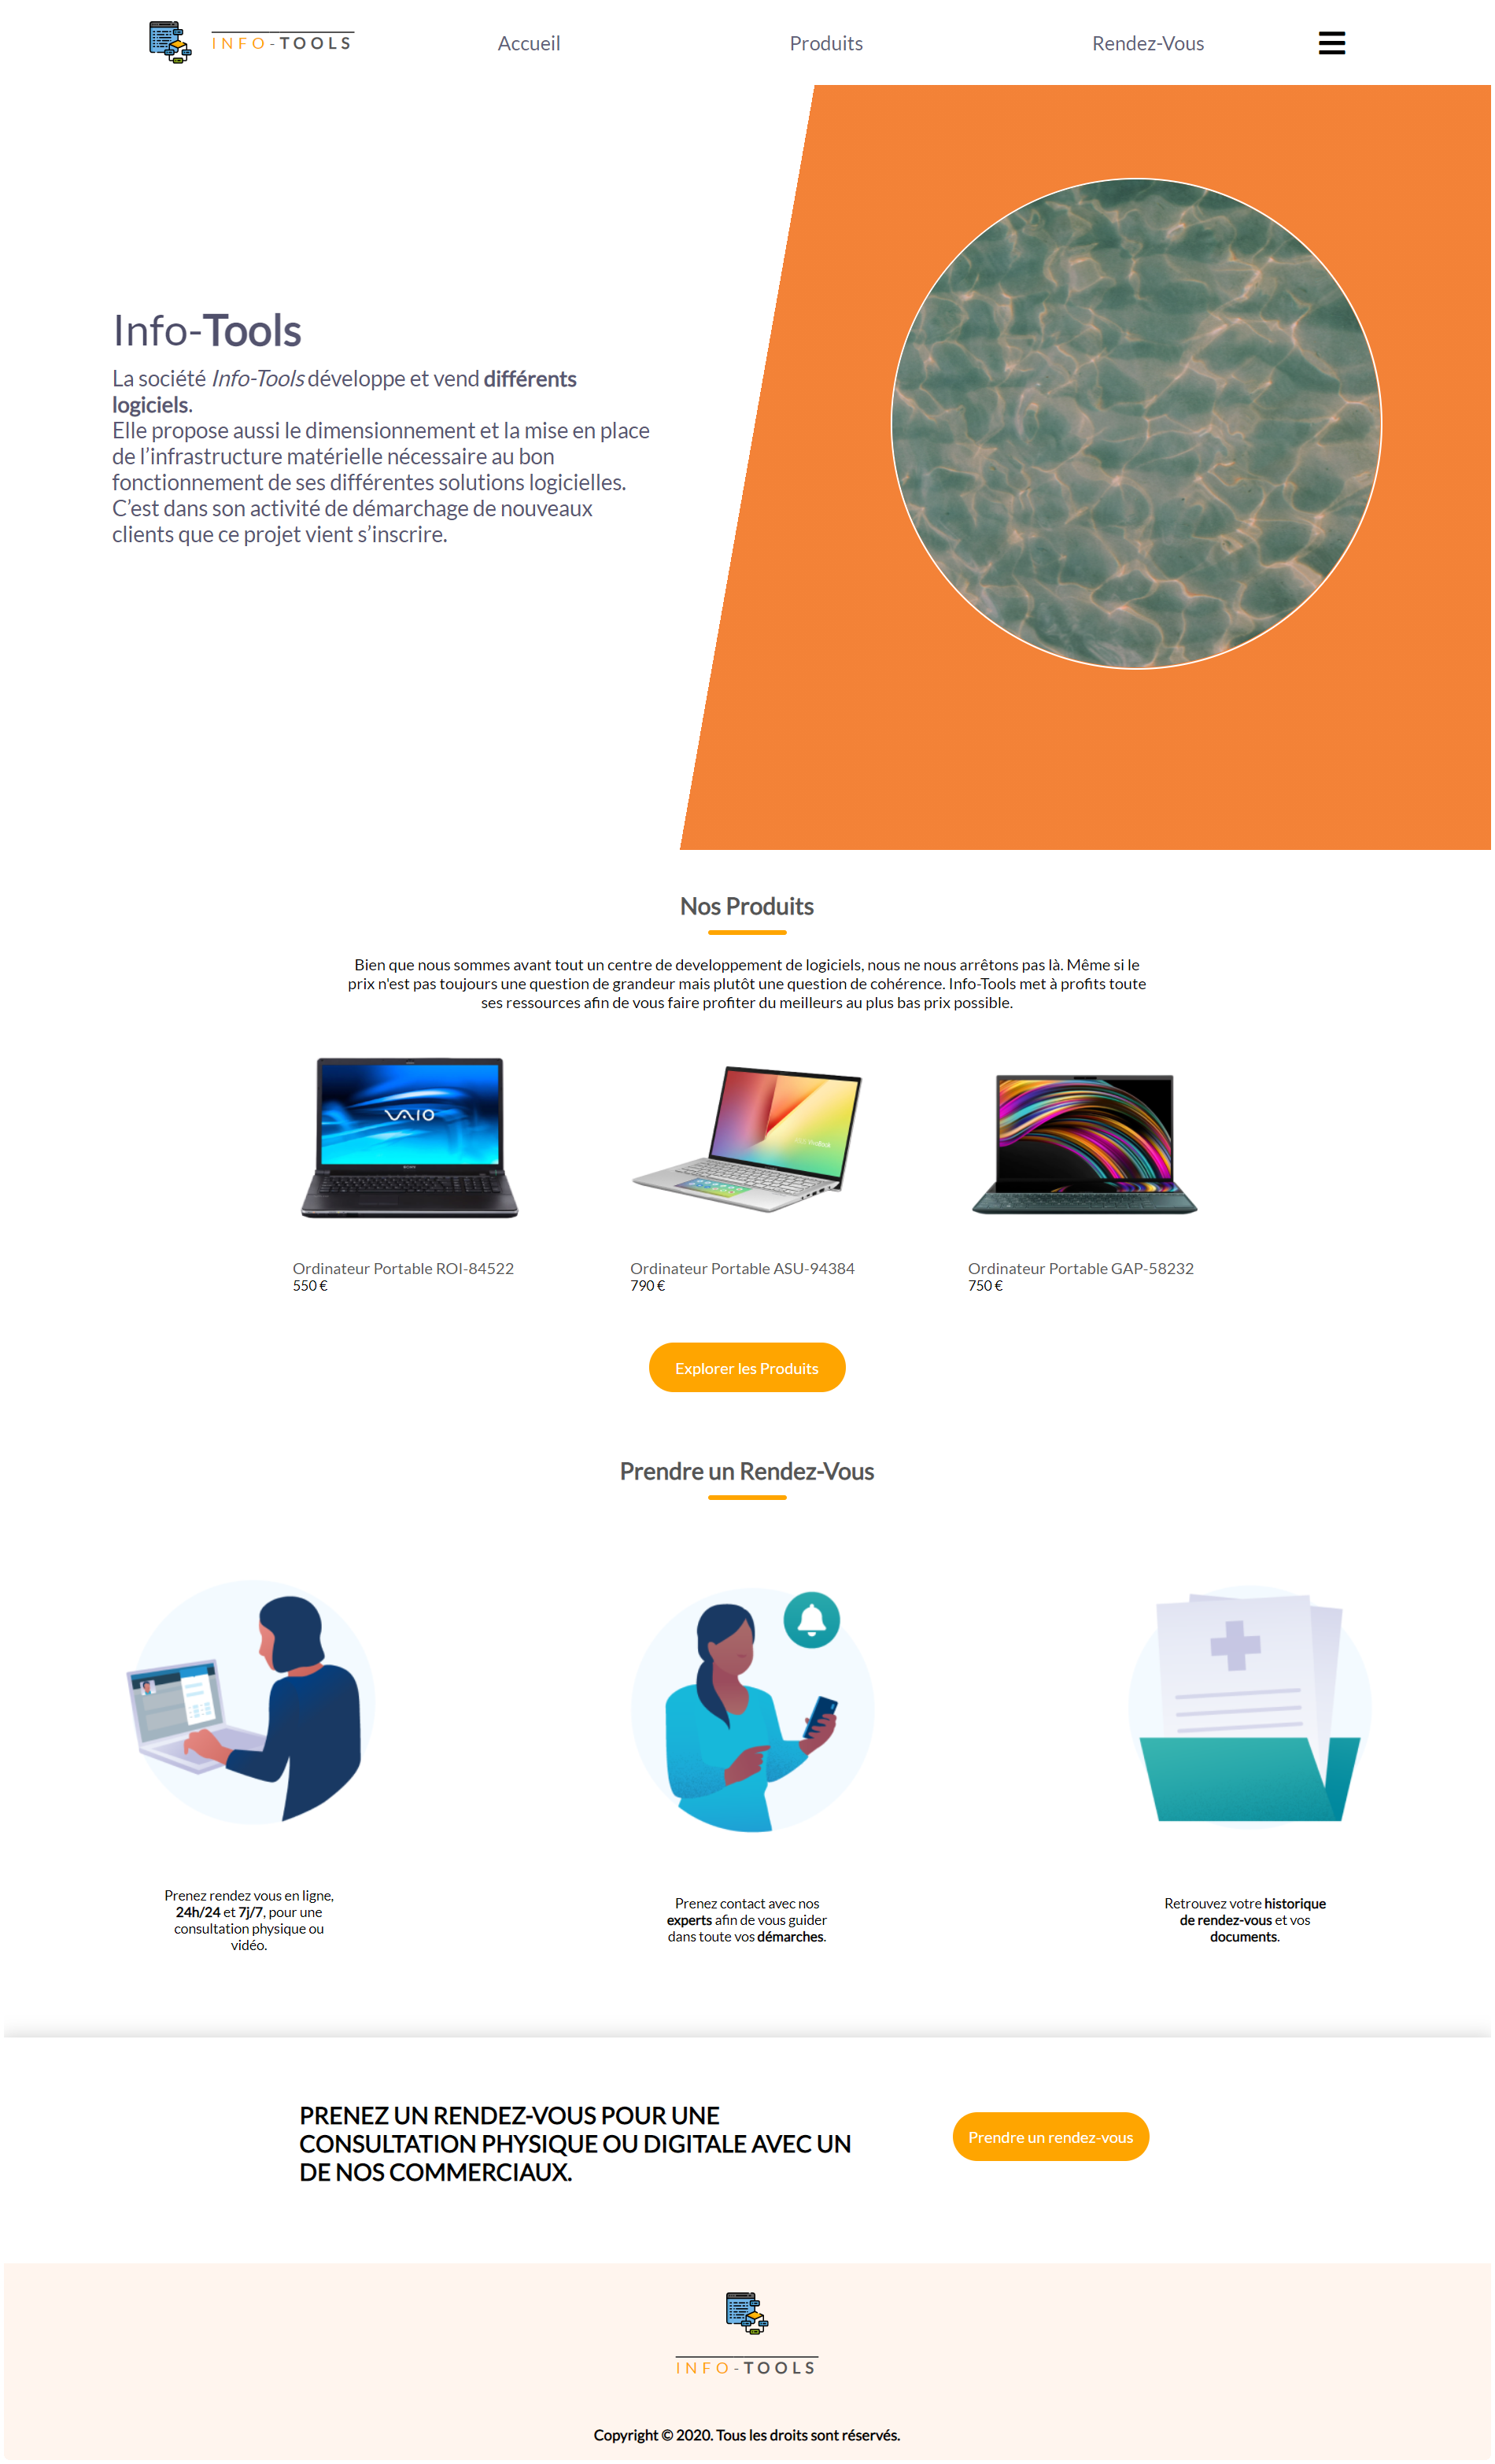 INFO-TOOLS
Accueil
Produits
Rendez-Vous
Info-Tools
La société Info-Tools développe et vend différents
logiciels.
Elle propose aussi le dimensionnement et la mise en place
de l’infrastructure matérielle nécessaire au bon
fonctionnement de ses différentes solutions logicielles.
C’est dans son activité de démarchage de nouveaux
clients que ce projet vient s’inscrire.
Nos Produits
Bien que nous sommes avant tout un centre de developpement de logiciels, nous ne nous arrêtons pas là. Même si le
prix n'est pas toujours une question de grandeur mais plutôt une question de cohérence. Info-Tools met à profits toute
ses ressources afin de vous faire profiter du meilleurs au plus bas prix possible.
VAIO
SONY
Ordinateur Portable ROI-84522
550 €
Ordinateur Portable ASU-94384
790 €
Ordinateur Portable GAP-58232
750 €
Explorer les Produits
Prendre un Rendez-Vous
Prenez rendez vous en ligne,
24h/24 et 7j/7, pour une
consultation physique ou
vidéo.
Prenez contact avec nos
experts afin de vous guider
dans toute vos démarches.
Retrouvez votre historique
de rendez-vous et vos
documents.
PRENEZ UN RENDEZ-VOUS POUR UNE
CONSULTATION PHYSIQUE OU DIGITALE AVEC UN
DE NOS COMMERCIAUX.
Prendre un rendez-vous
INFO-TOOLS
Copyright © 2020. Tous les droits sont réservés.